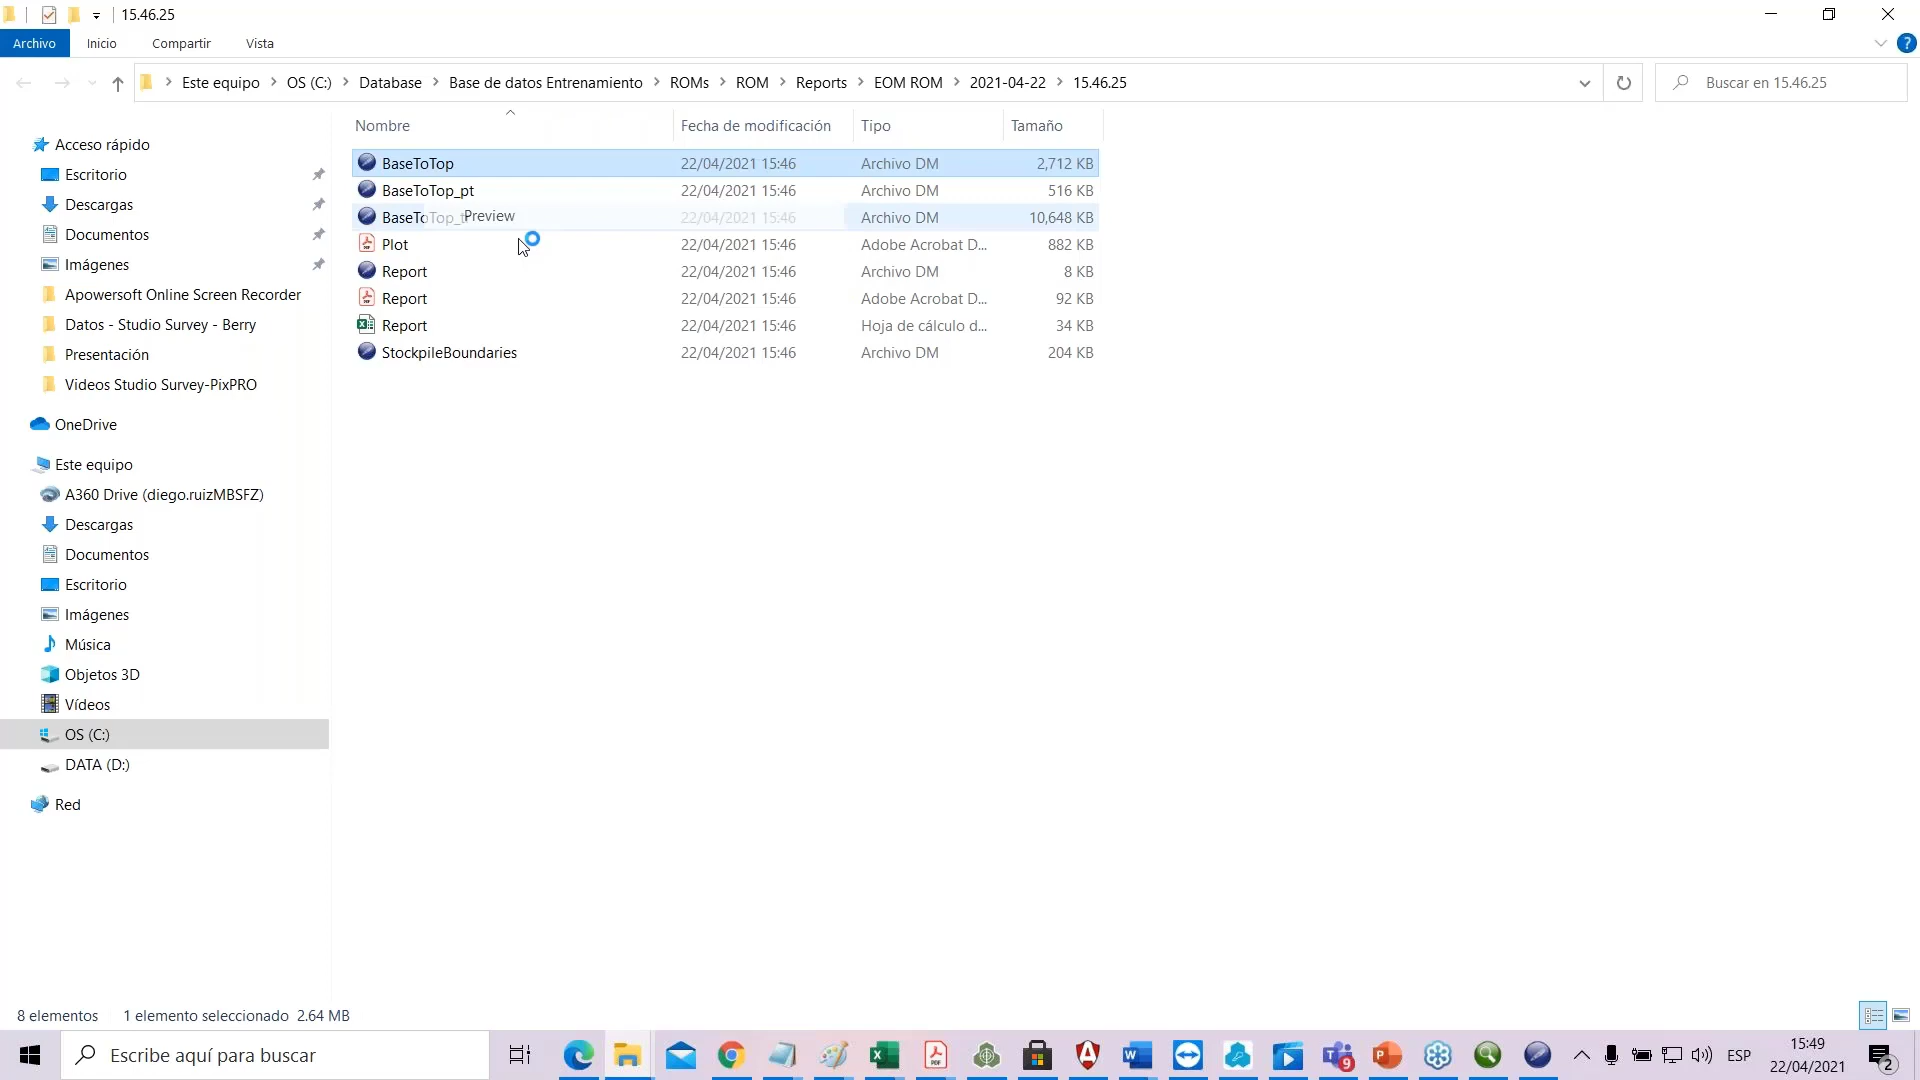 15.46.25
Archivo Inicio Compartir Vista
Este equipo OS (C:) Database Base de datos Entrenamiento ROMs ROM Reports EOM ROM 2021-04-22 15.46.25
Buscar en 15.46.25
Nombre Fecha de modificación Tipo Tamaño
BaseToTop 22/04/2021 15:46 Archivo DM 2,712 KB
BaseToTop_pt 22/04/2021 15:46 Archivo DM 516 KB
BaseToTop_t 22/04/2021 15:46 Archivo DM 10,648 KB
Preview
Plot 22/04/2021 15:46 Adobe Acrobat D... 882 KB
Report 22/04/2021 15:46 Archivo DM 8 KB
Report 22/04/2021 15:46 Adobe Acrobat D... 92 KB
Report 22/04/2021 15:46 Hoja de cálculo d... 34 KB
StockpileBoundaries 22/04/2021 15:46 Archivo DM 204 KB
Acceso rápido
Escritorio
Descargas
Documentos
Imágenes
Apowersoft Online Screen Recorder
Datos - Studio Survey - Berry
Presentación
Videos Studio Survey-PixPRO
OneDrive
Este equipo
A360 Drive (diego.ruizMBSFZ)
Descargas
Documentos
Escritorio
Imágenes
Música
Objetos 3D
Vídeos
OS (C:)
DATA (D:)
Red
8 elementos 1 elemento seleccionado 2.64 MB
Escribe aquí para buscar
9
ESP
15:49
22/04/2021
2